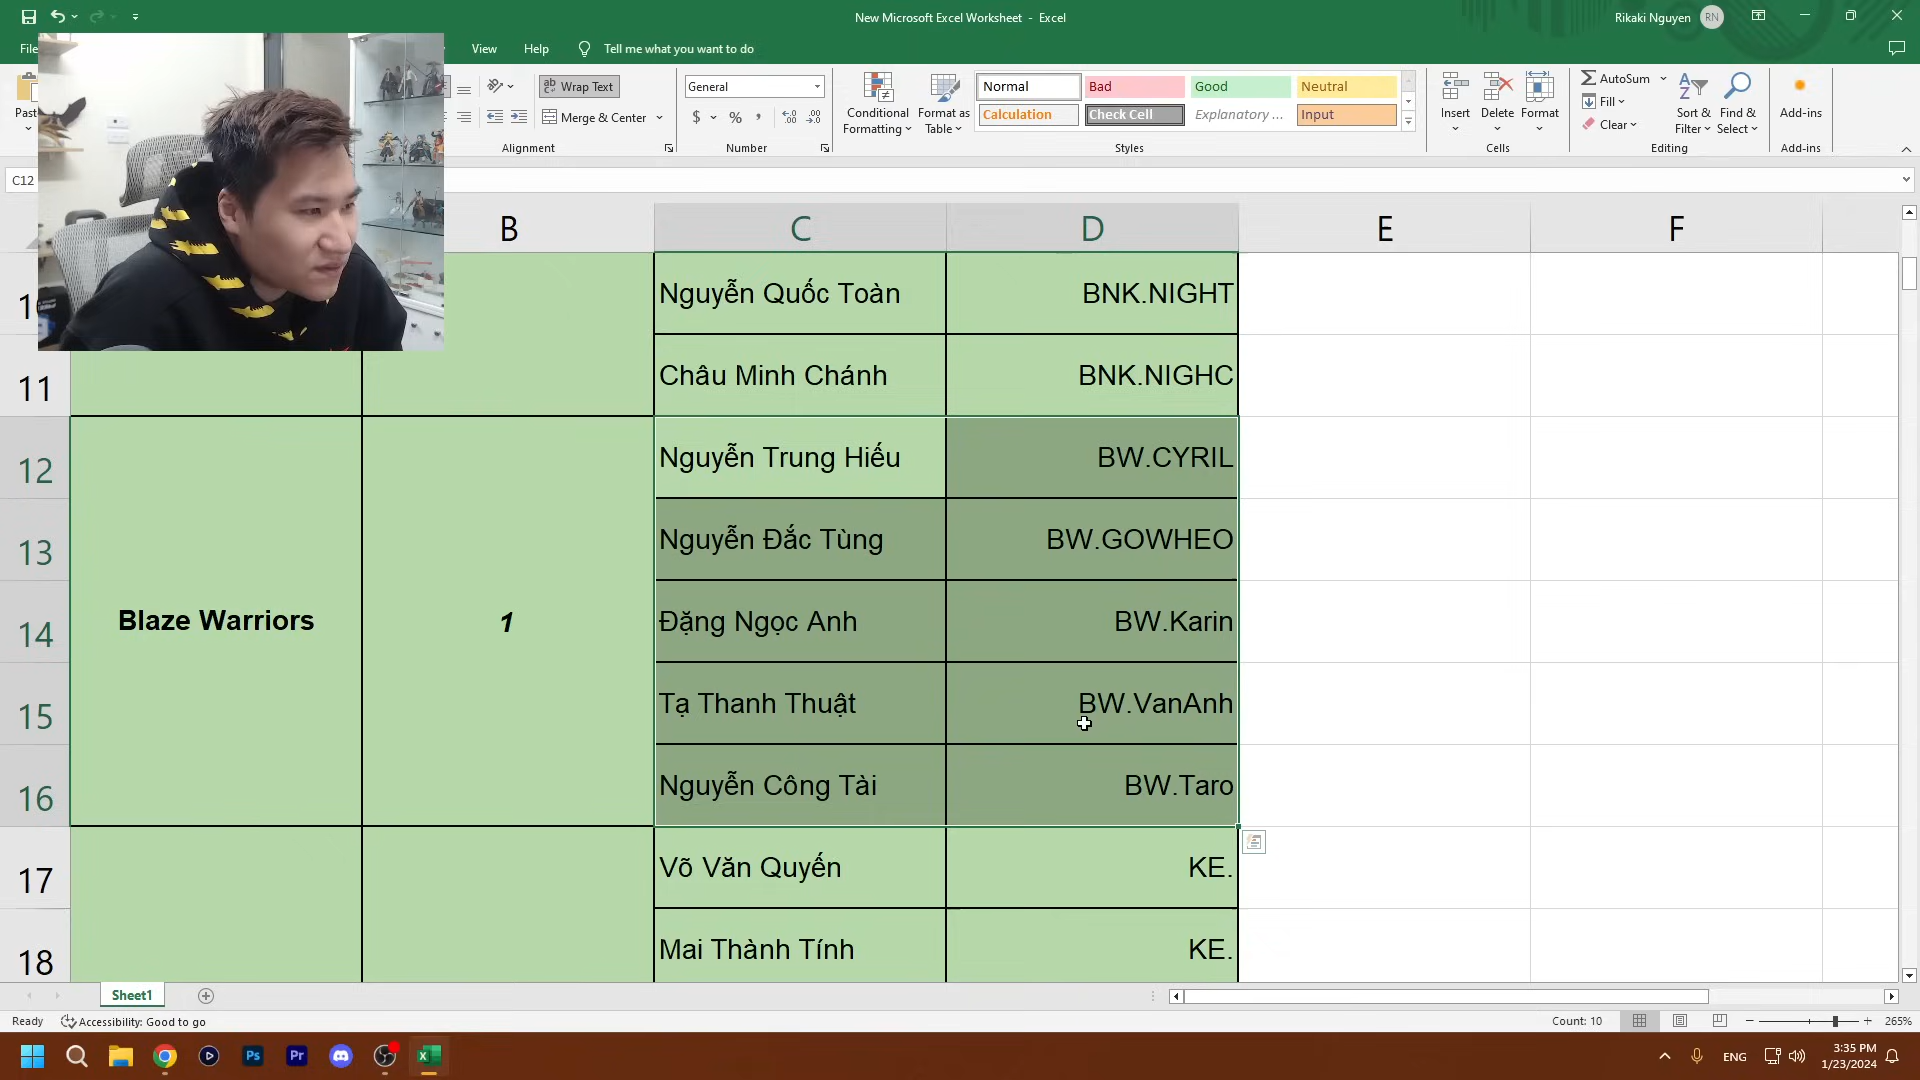 New Microsoft Excel Worksheet - Excel
Rikaki Nguyen
RN
File
View
Help
Tell me what you want to do
Paste
Wrap Text
Merge & Center
General
$ % ,
Conditional Formatting
Format as Table
Normal
Bad
Good
Neutral
Calculation
Check Cell
Explanatory ...
Input
Insert
Delete
Format
AutoSum
Fill
Clear
Sort & Filter
Find & Select
Add-ins
Alignment
Number
Styles
Cells
Editing
Add-ins
C12
B C D E F
Nguyễn Quốc Toàn BNK.NIGHT
11 Châu Minh Chánh BNK.NIGHC
12 Nguyễn Trung Hiếu BW.CYRIL
13 Nguyễn Đắc Tùng BW.GOWHEO
14 Blaze Warriors 1 Đặng Ngọc Anh BW.Karin
15 Tạ Thanh Thuật BW.VanAnh
16 Nguyễn Công Tài BW.Taro
17 Võ Văn Quyến KE.
18 Mai Thành Tính KE.
Sheet1
Ready
Accessibility: Good to go
Count: 10
265%
Ps
Pr
ENG
3:35 PM
1/23/2024